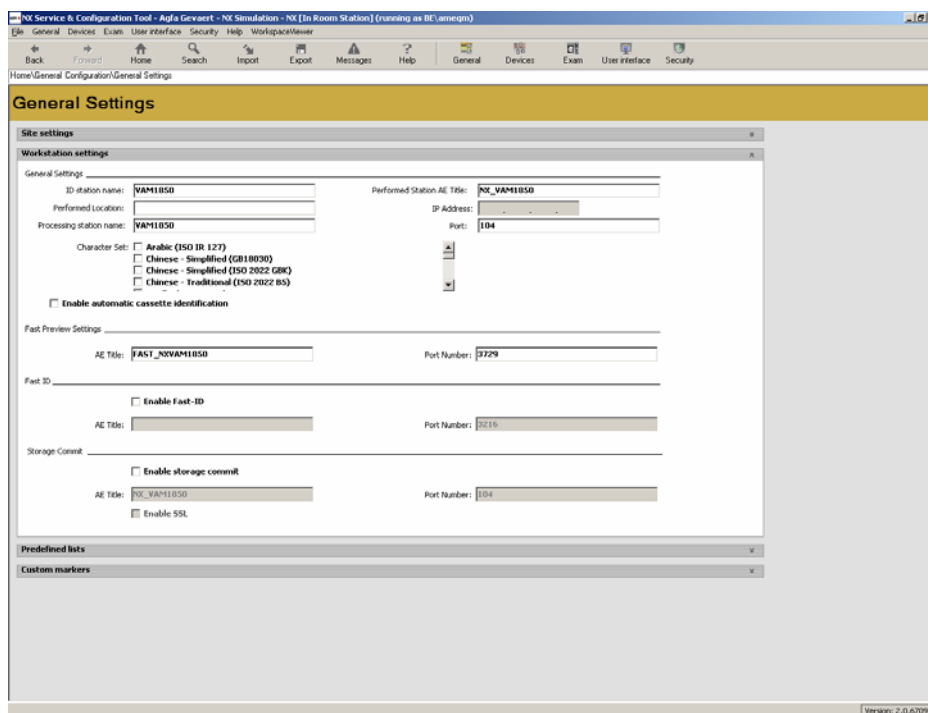 NX Service & Configuration Tool - Agfa Gevaert - NX Simulation - NX [In Room Station] (running as BE\ameqm)
File General Devices Exam User interface Security Help WorkspaceViewer
Back Forward Home Search Import Export Messages Help General Devices Exam User interface Security
Home\General Configuration\General Settings
General Settings
Site settings
Workstation settings
General Settings
ID station name: VAM1850 Performed Station AE Title: NX_VAM1850
Performed Location: IP Address: . . .
Processing station name: VAM1850 Port: 104
Character Set: Arabic (ISO IR 127)
Chinese - Simplified (GB18030)
Chinese - Simplified (ISO 2022 GBK)
Chinese - Traditional (ISO 2022 B5)
Enable automatic cassette identification
Fast Preview Settings
AE Title: FAST_NXVAM1850 Port Number: 3729
Fast ID
Enable Fast-ID
AE Title: Port Number: 3216
Storage Commit
Enable storage commit
AE Title: NX_VAM1850 Port Number: 104
Enable SSL
Predefined lists
Custom markers
Version: 2.0.6709